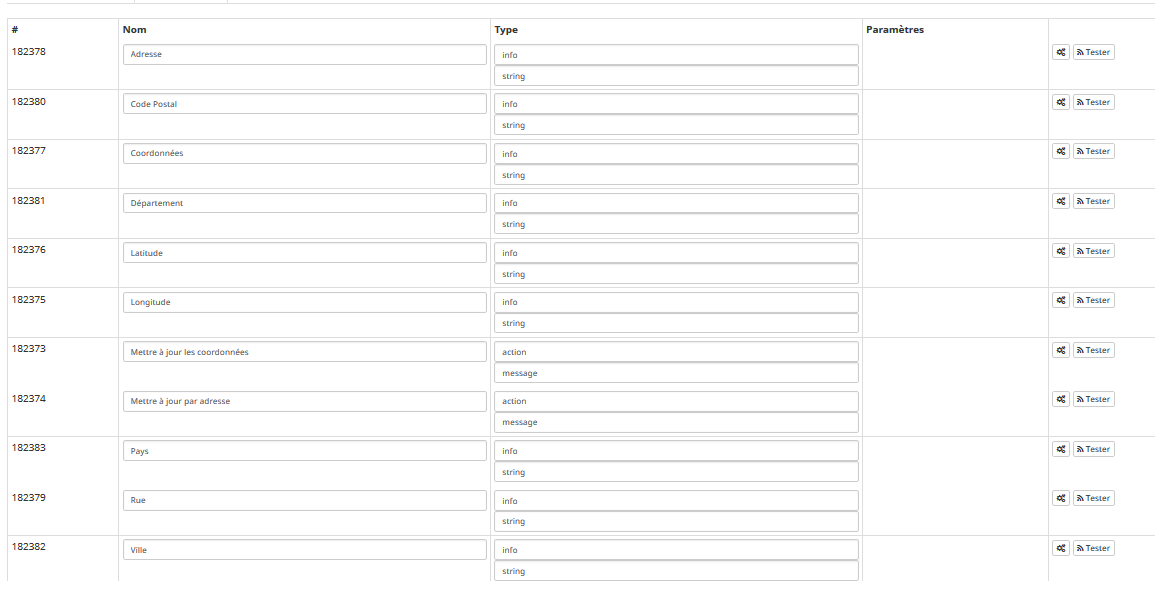 # Nom Type Paramètres
182378 Adresse info Tester
string
182380 Code Postal info Tester
string
182377 Coordonnées info Tester
string
182381 Département info Tester
string
182376 Latitude info Tester
string
182375 Longitude info Tester
string
182373 Mettre à jour les coordonnées action Tester
message
182374 Mettre à jour par adresse action Tester
message
182383 Pays info Tester
string
182379 Rue info Tester
string
182382 Ville info Tester
string